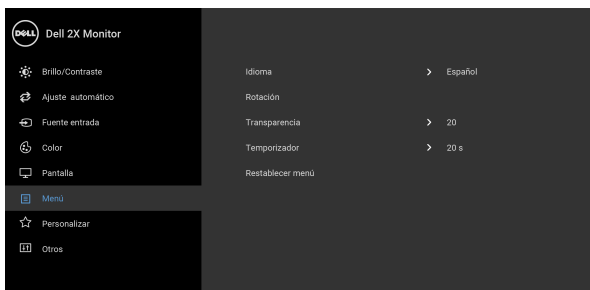 DELL Dell 2X Monitor
Brillo/Contraste Idioma Español
Ajuste automático Rotación
Fuente entrada Transparencia 20
Color Temporizador 20 s
Pantalla Restablecer menú
Menú
Personalizar
Otros